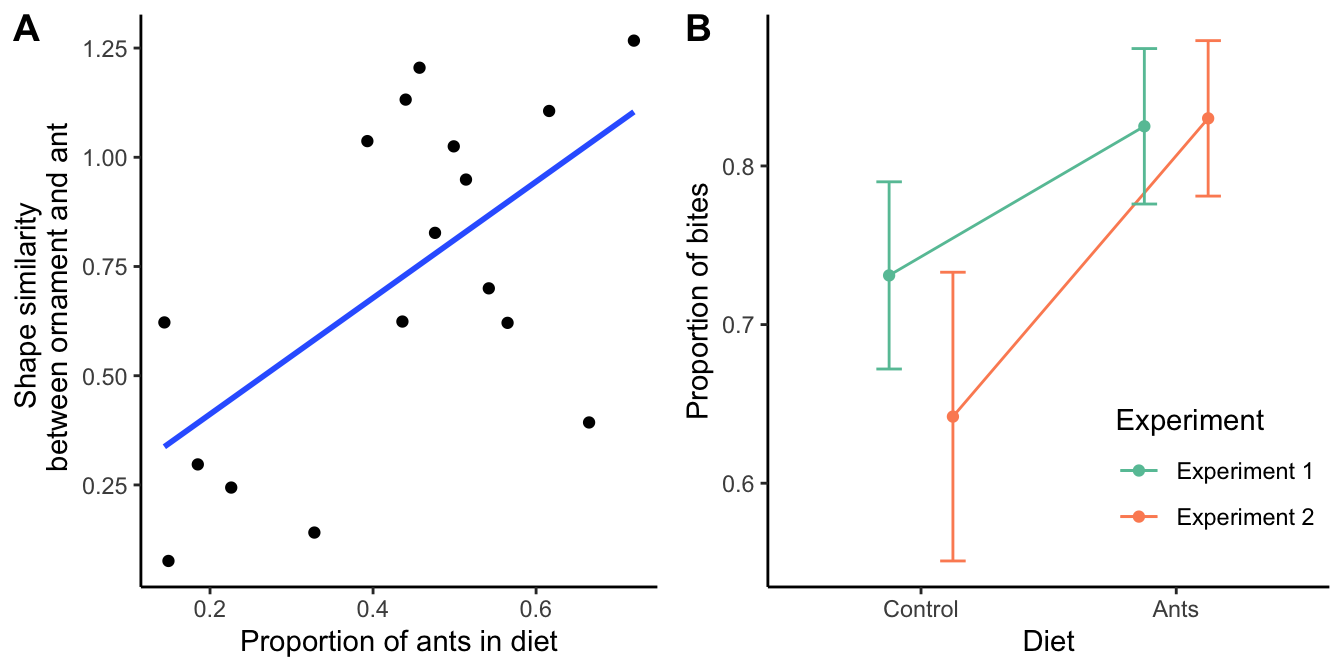 A
Shape similarity
between ornament and ant
1.25
1.00
0.75
0.50
0.25
0.2
0.4
0.6
Proportion of ants in diet
B
Proportion of bites
0.8
0.7
0.6
Experiment
Experiment 1
Experiment 2
Control
Ants
Diet